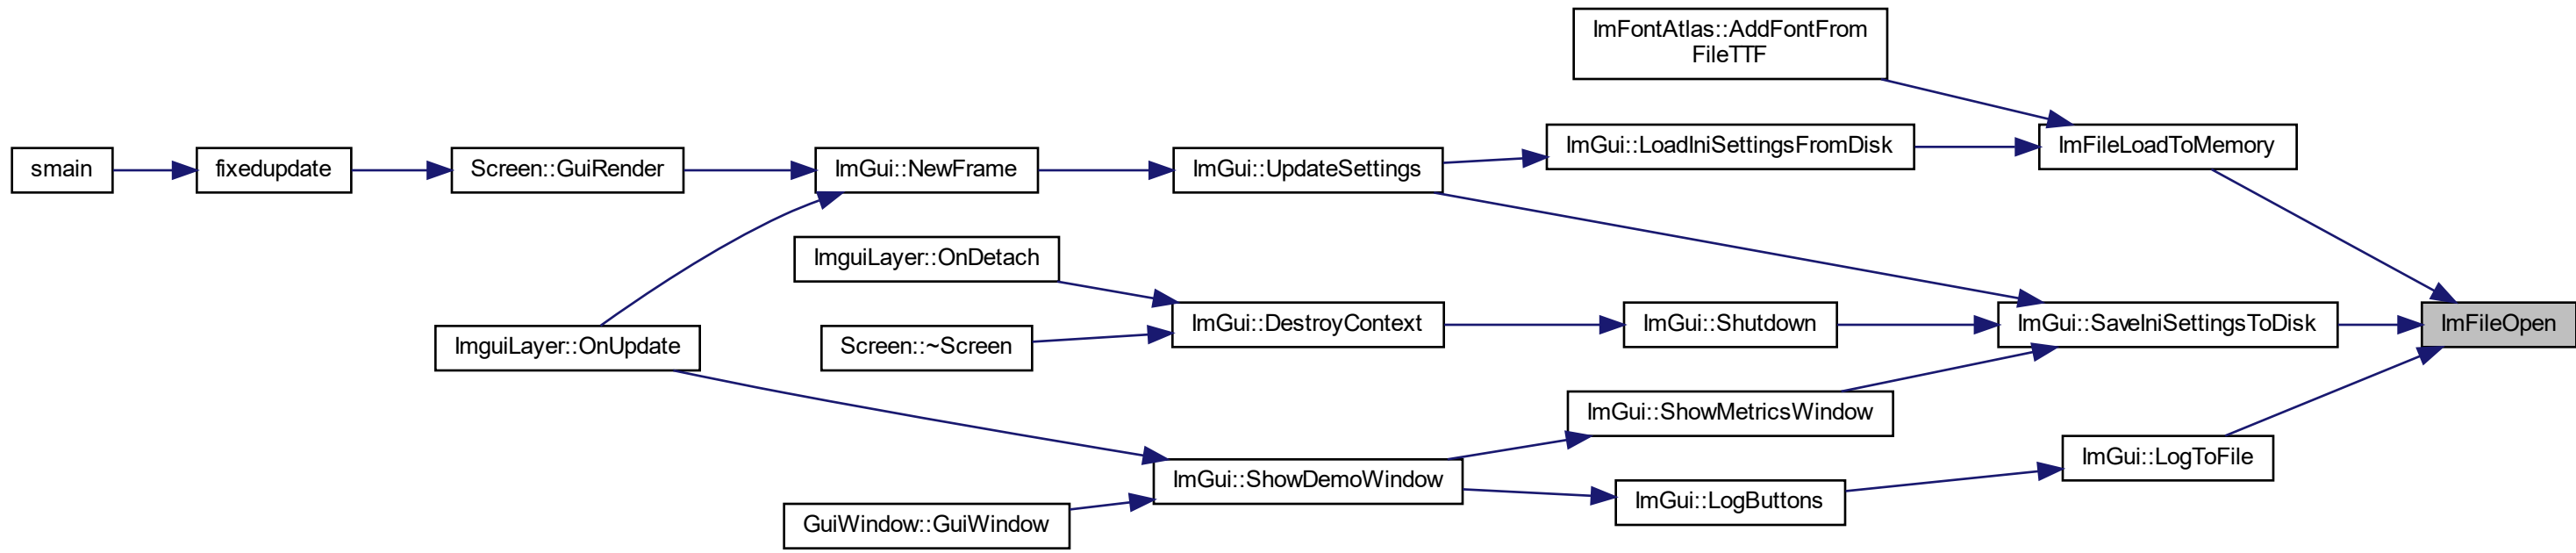 ImFontAtlas::AddFontFrom
FileTTF
smain
fixedupdate
Screen::GuiRender
ImGui::NewFrame
ImGui::UpdateSettings
ImGui::LoadIniSettingsFromDisk
ImFileLoadToMemory
ImguiLayer::OnDetach
ImguiLayer::OnUpdate
Screen::~Screen
ImGui::DestroyContext
ImGui::Shutdown
ImGui::SaveIniSettingsToDisk
ImFileOpen
ImGui::ShowMetricsWindow
ImGui::LogToFile
ImGui::ShowDemoWindow
ImGui::LogButtons
GuiWindow::GuiWindow